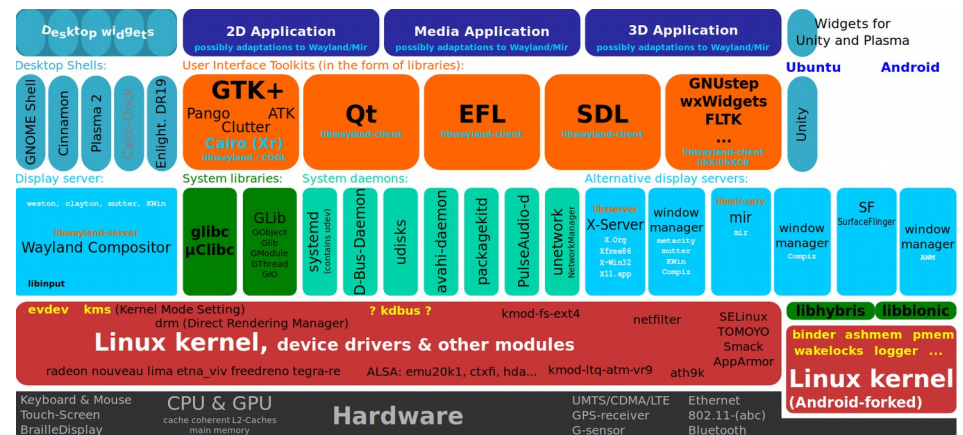 Desktop widgets
2D Application
possibly adaptations to Wayland/Mir
Media Application
possibly adaptations to Wayland/Mir
3D Application
possibly adaptations to Wayland/Mir
Widgets for
Unity and Plasma
Desktop Shells:
User Interface Toolkits (in the form of libraries):
Ubuntu
Android
GNOME Shell
Cinnamon
Plasma 2
Cairo-Dock
Enlight. DR19
GTK+
Pango
ATK
Clutter
Cairo (Xr)
libwayland / COGL
Qt
libwayland-client
EFL
libwayland-client
SDL
libwayland-client
GNUstep
wxWidgets
FLTK
...
libwayland-client
libX/libXCB
Unity
Display server:
System libraries:
System daemons:
Alternative display servers:
weston, clayton, mutter, KWin
libwayland-server
Wayland Compositor
libinput
glibc
µClibc
GLib
GObject
Glib
GModule
GThread
GIO
systemd
(contains udev)
D-Bus-Daemon
udisks
avahi-daemon
packagekitd
PulseAudio-d
unetwork
NetworkManager
libxserver
X-Server
X.Org
Xfree86
X-Win32
X11.app
window
manager
metacity
mutter
KWin
Compiz
libmir-serv
mir
mir
window
manager
Compiz
SF
SurfaceFlinger
window
manager
AWM
evdev kms (Kernel Mode Setting)
drm (Direct Rendering Manager)
? kdbus ?
kmod-fs-ext4
netfilter
SELinux
TOMOYO
Smack
AppArmor
Linux kernel, device drivers & other modules
radeon nouveau lima etna_viv freedreno tegra-re
ALSA: emu20k1, ctxfi, hda...
kmod-ltq-atm-vr9
ath9k
libhybris
libbionic
binder ashmem pmem
wakelocks logger ...
Linux kernel
(Android-forked)
Keyboard & Mouse
Touch-Screen
BrailleDisplay
CPU & GPU
cache coherent L2-Caches
main memory
Hardware
UMTS/CDMA/LTE
GPS-receiver
G-sensor
Ethernet
802.11-(abc)
Bluetooth